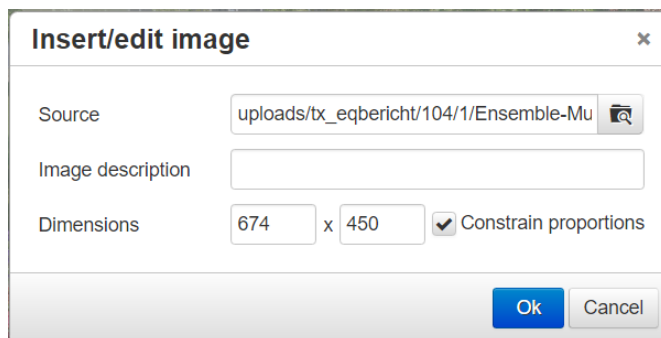 Insert/edit image ×
Source uploads/tx_eqbericht/104/1/Ensemble-Mu
Image description
Dimensions 674 x 450 Constrain proportions
Ok Cancel